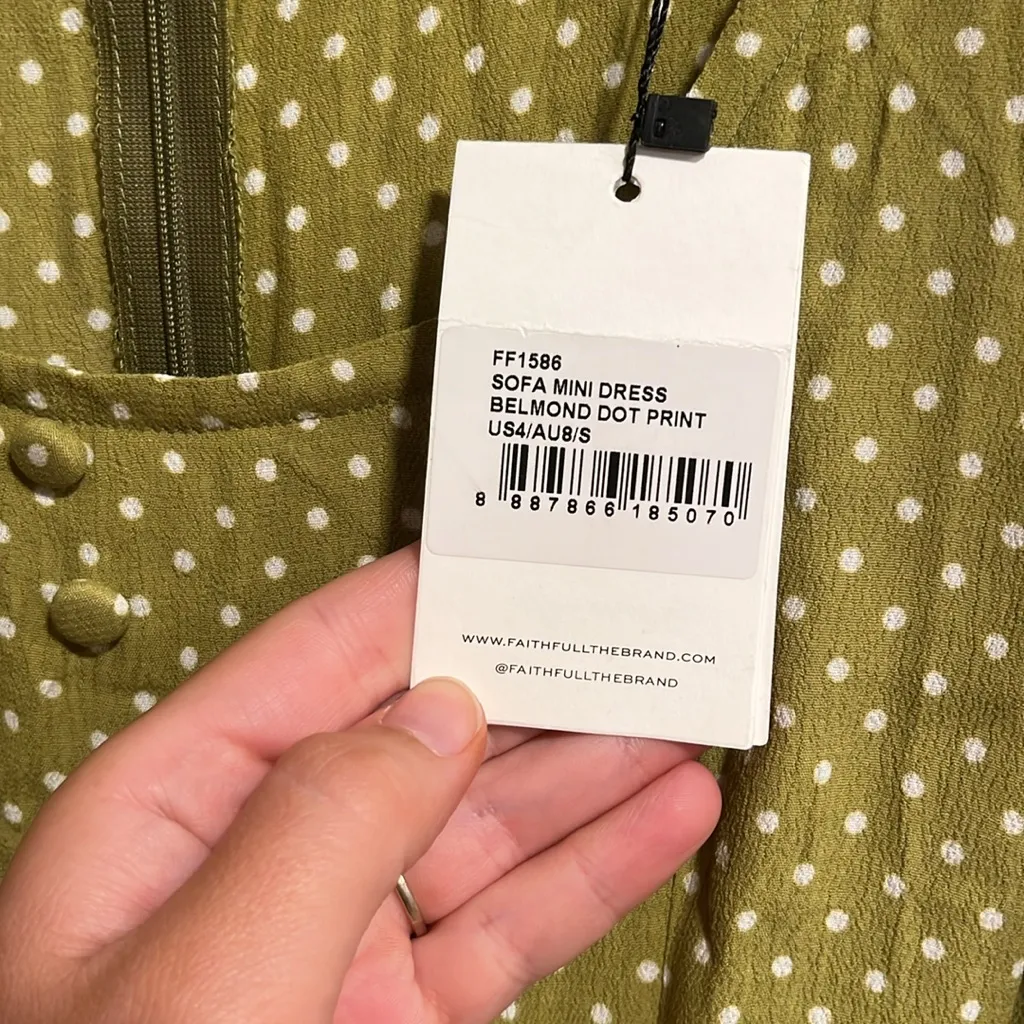 FF1586
SOFA MINI DRESS
BELMOND DOT PRINT
US4/AU8/S
8 887866 185070
WWW.FAITHFULLTHEBRAND.COM
@FAITHFULLTHEBRAND